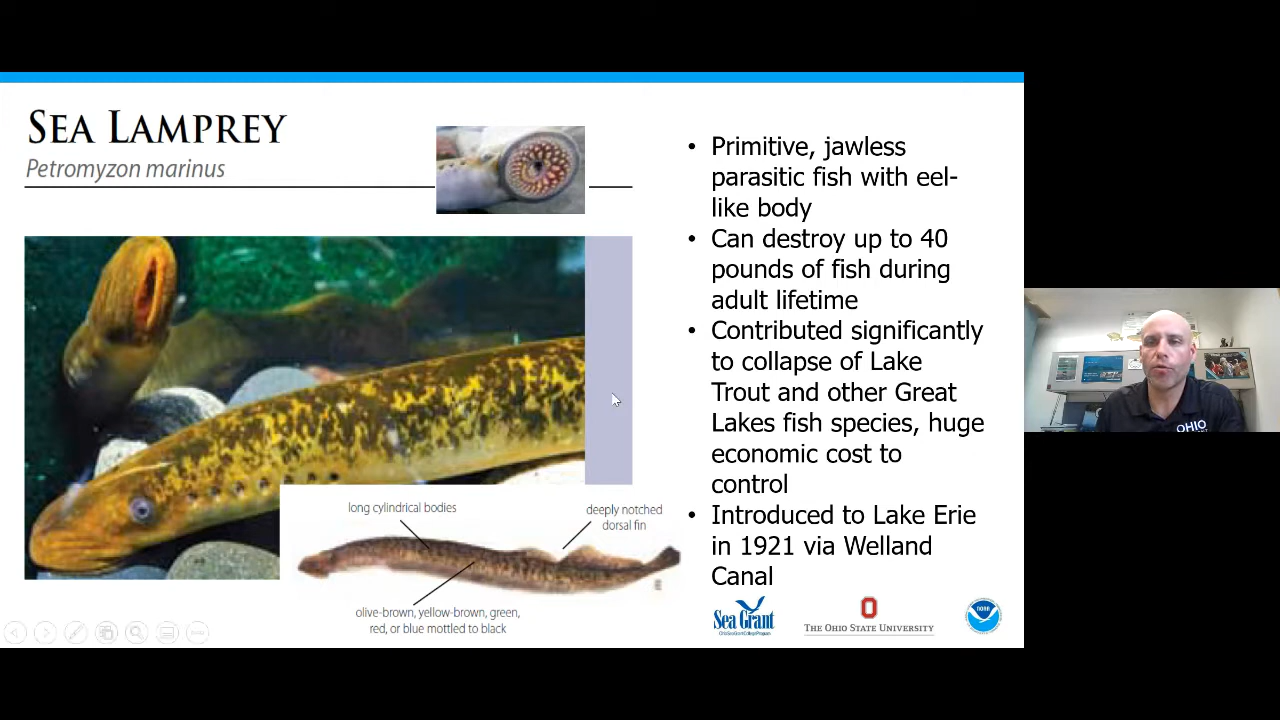 SEA LAMPREY
Petromyzon marinus
long cylindrical bodies
deeply notched
dorsal fin
olive-brown, yellow-brown, green,
red, or blue mottled to black
• Primitive, jawless
parasitic fish with eel-
like body
• Can destroy up to 40
pounds of fish during
adult lifetime
• Contributed significantly
to collapse of Lake
Trout and other Great
Lakes fish species, huge
economic cost to
control
• Introduced to Lake Erie
in 1921 via Welland
Canal
Sea Grant
Ohio Sea Grant College Program
THE OHIO STATE UNIVERSITY
NOAA
OHIO